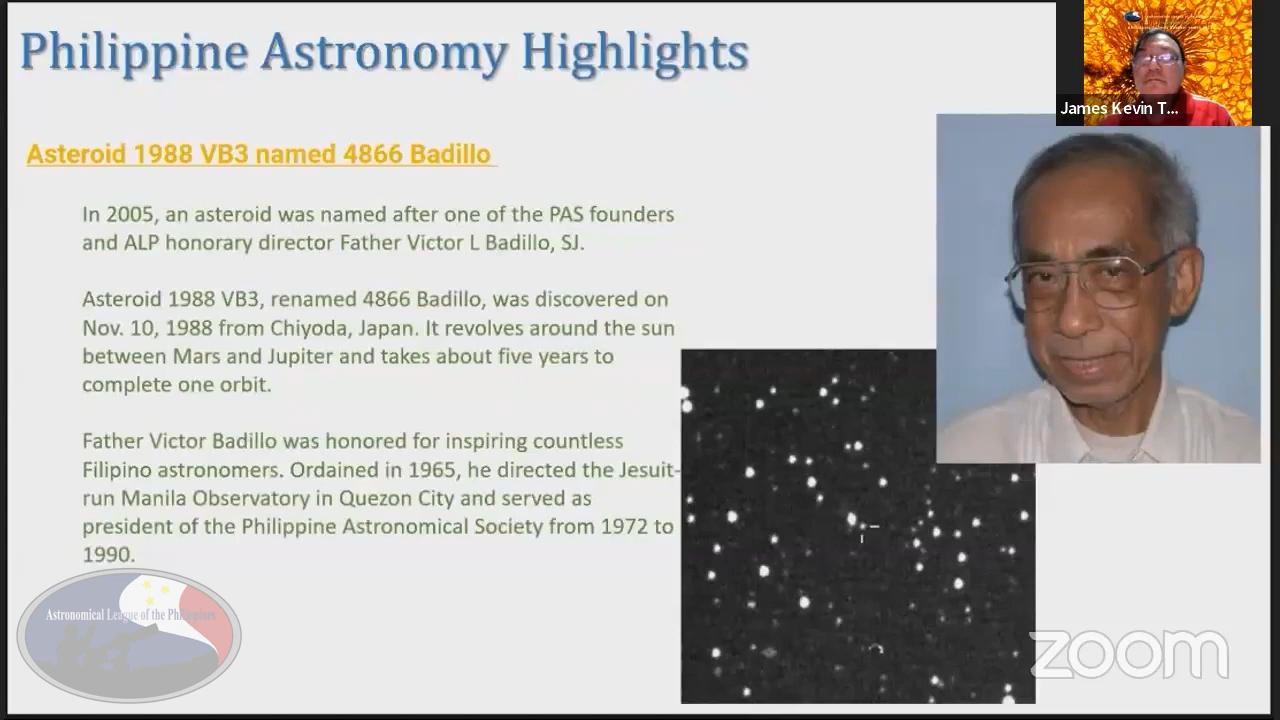 Philippine Astronomy Highlights
James Kevin T...
Asteroid 1988 VB3 named 4866 Badillo
In 2005, an asteroid was named after one of the PAS founders
and ALP honorary director Father Victor L Badillo, SJ.
Asteroid 1988 VB3, renamed 4866 Badillo, was discovered on
Nov. 10, 1988 from Chiyoda, Japan. It revolves around the sun
between Mars and Jupiter and takes about five years to
complete one orbit.
Father Victor Badillo was honored for inspiring countless
Filipino astronomers. Ordained in 1965, he directed the Jesuit-
run Manila Observatory in Quezon City and served as
president of the Philippine Astronomical Society from 1972 to
1990.
Astronomical League of the Philippines
zoom